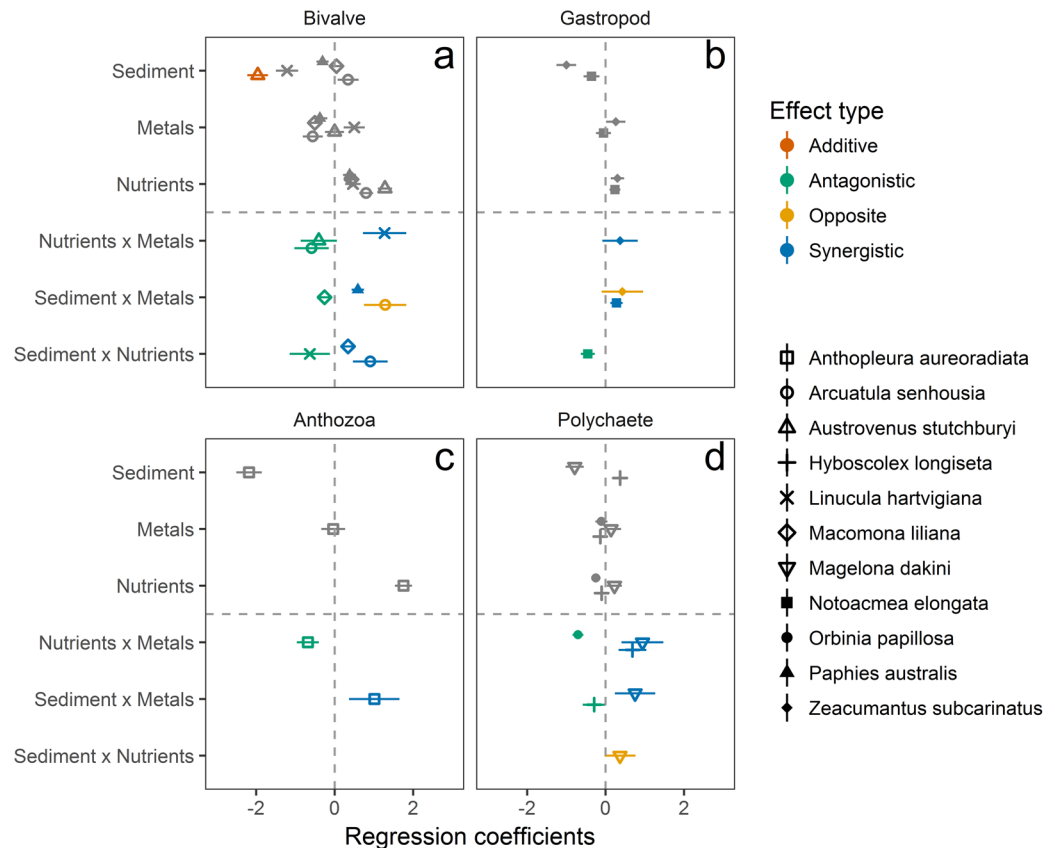 Bivalve
Gastropod
a
b
Sediment
Metals
Nutrients
Nutrients x Metals
Sediment x Metals
Sediment x Nutrients
Anthozoa
Polychaete
c
d
Sediment
Metals
Nutrients
Nutrients x Metals
Sediment x Metals
Sediment x Nutrients
-2
0
2
-2
0
2
Regression coefficients
Effect type
Additive
Antagonistic
Opposite
Synergistic
Anthopleura aureoradiata
Arcuatula senhousia
Austrovenus stutchburyi
Hyboscolex longiseta
Linucula hartvigiana
Macomona liliana
Magelona dakini
Notoacmea elongata
Orbinia papillosa
Paphies australis
Zeacumantus subcarinatus